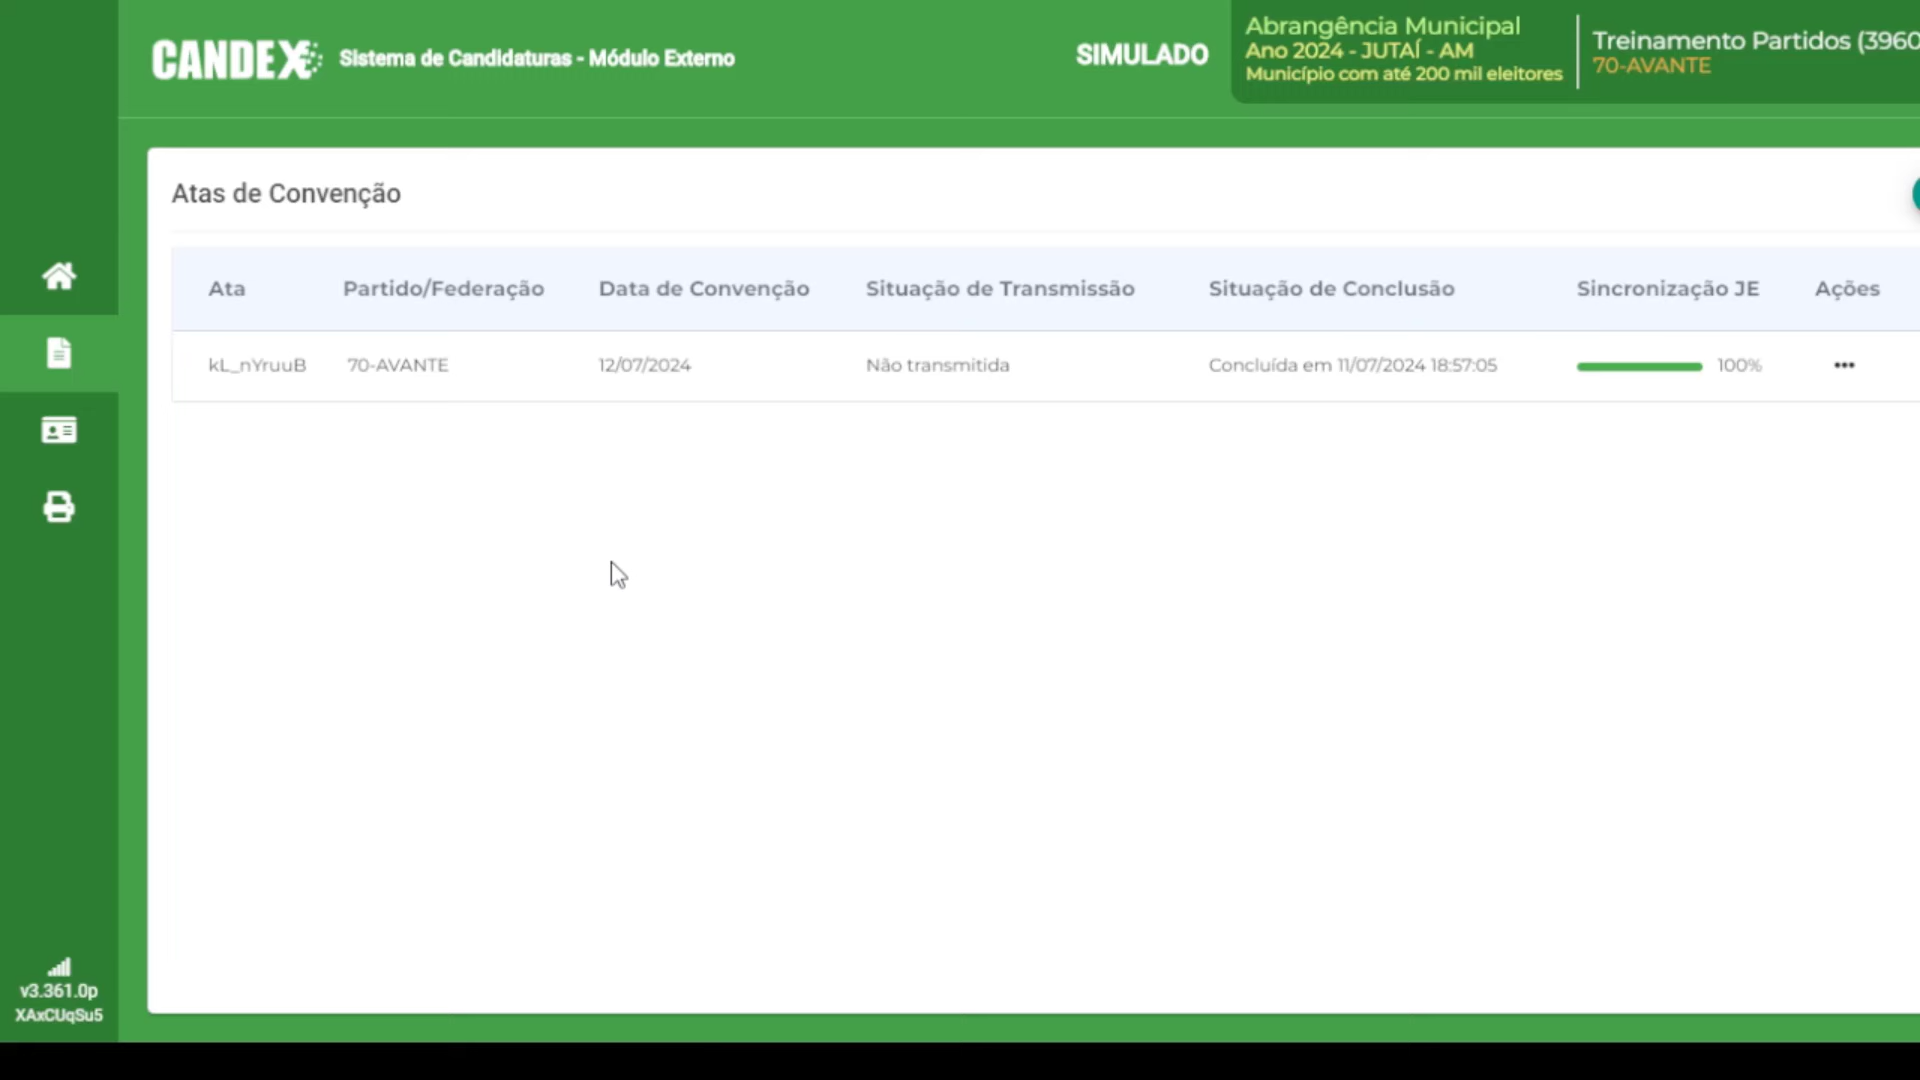 CANDEX
Sistema de Candidaturas - Módulo Externo
SIMULADO
Abrangência Municipal
Ano 2024 - JUTAÍ - AM
Município com até 200 mil eleitores
Treinamento Partidos (3960
70-AVANTE
Atas de Convenção
Ata Partido/Federação Data de Convenção Situação de Transmissão Situação de Conclusão Sincronização JE Ações
kL_nYruuB 70-AVANTE 12/07/2024 Não transmitida Concluída em 11/07/2024 18:57:05 100%
v3.361.0p
XAxCUqSu5